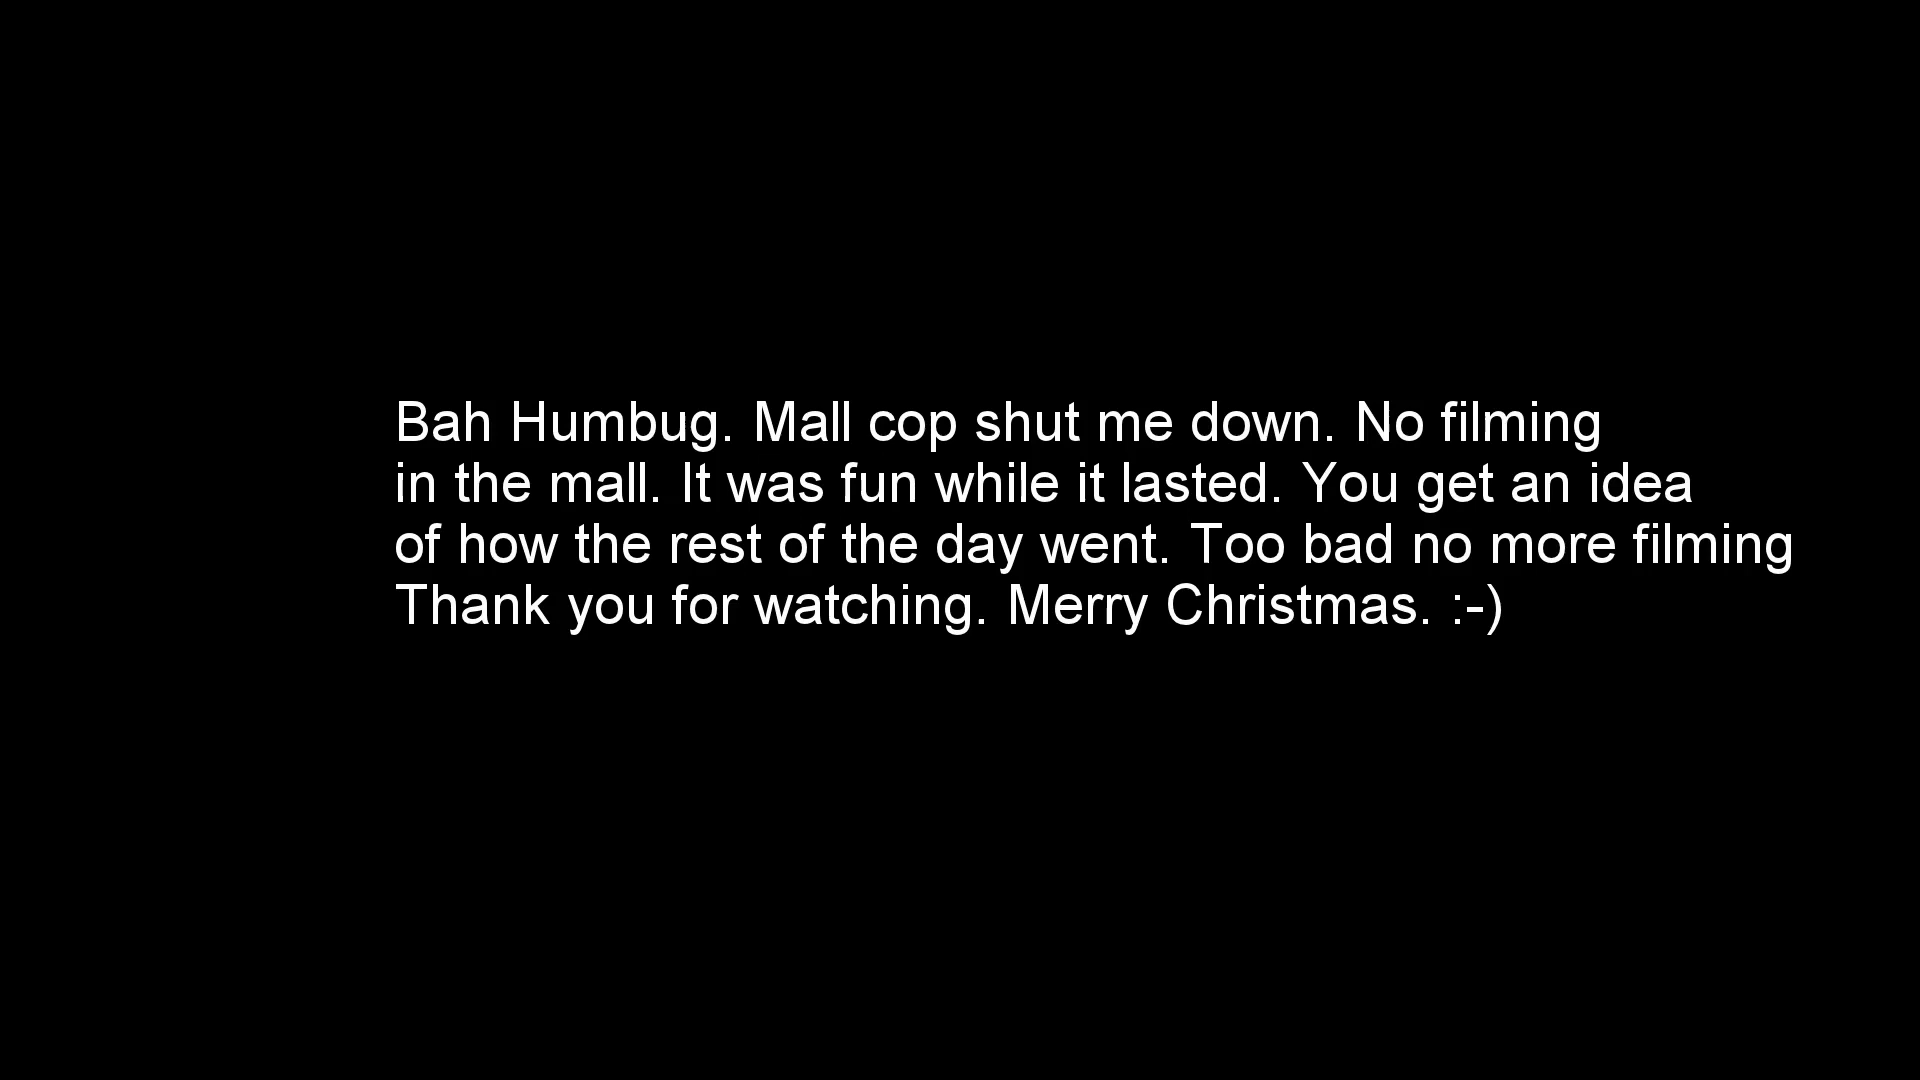 Bah Humbug. Mall cop shut me down. No filming
in the mall. It was fun while it lasted. You get an idea
of how the rest of the day went. Too bad no more filming
Thank you for watching. Merry Christmas. :-)